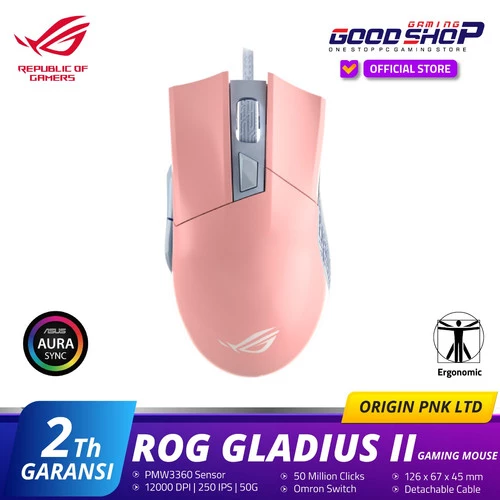 REPUBLIC OF
GAMERS
GAMING
GOODSHOP
ONE STOP PC GAMING STORE
OFFICIAL STORE
ASUS
AURA
SYNC
Ergonomic
ORIGIN PNK LTD
2Th
GARANSI
ROG GLADIUS II GAMING MOUSE
• PMW3360 Sensor
• 12000 DPI | 250 IPS | 50G
• 50 Million Clicks
• Omron Switch
• 126 x 67 x 45 mm
• Detachable Cable